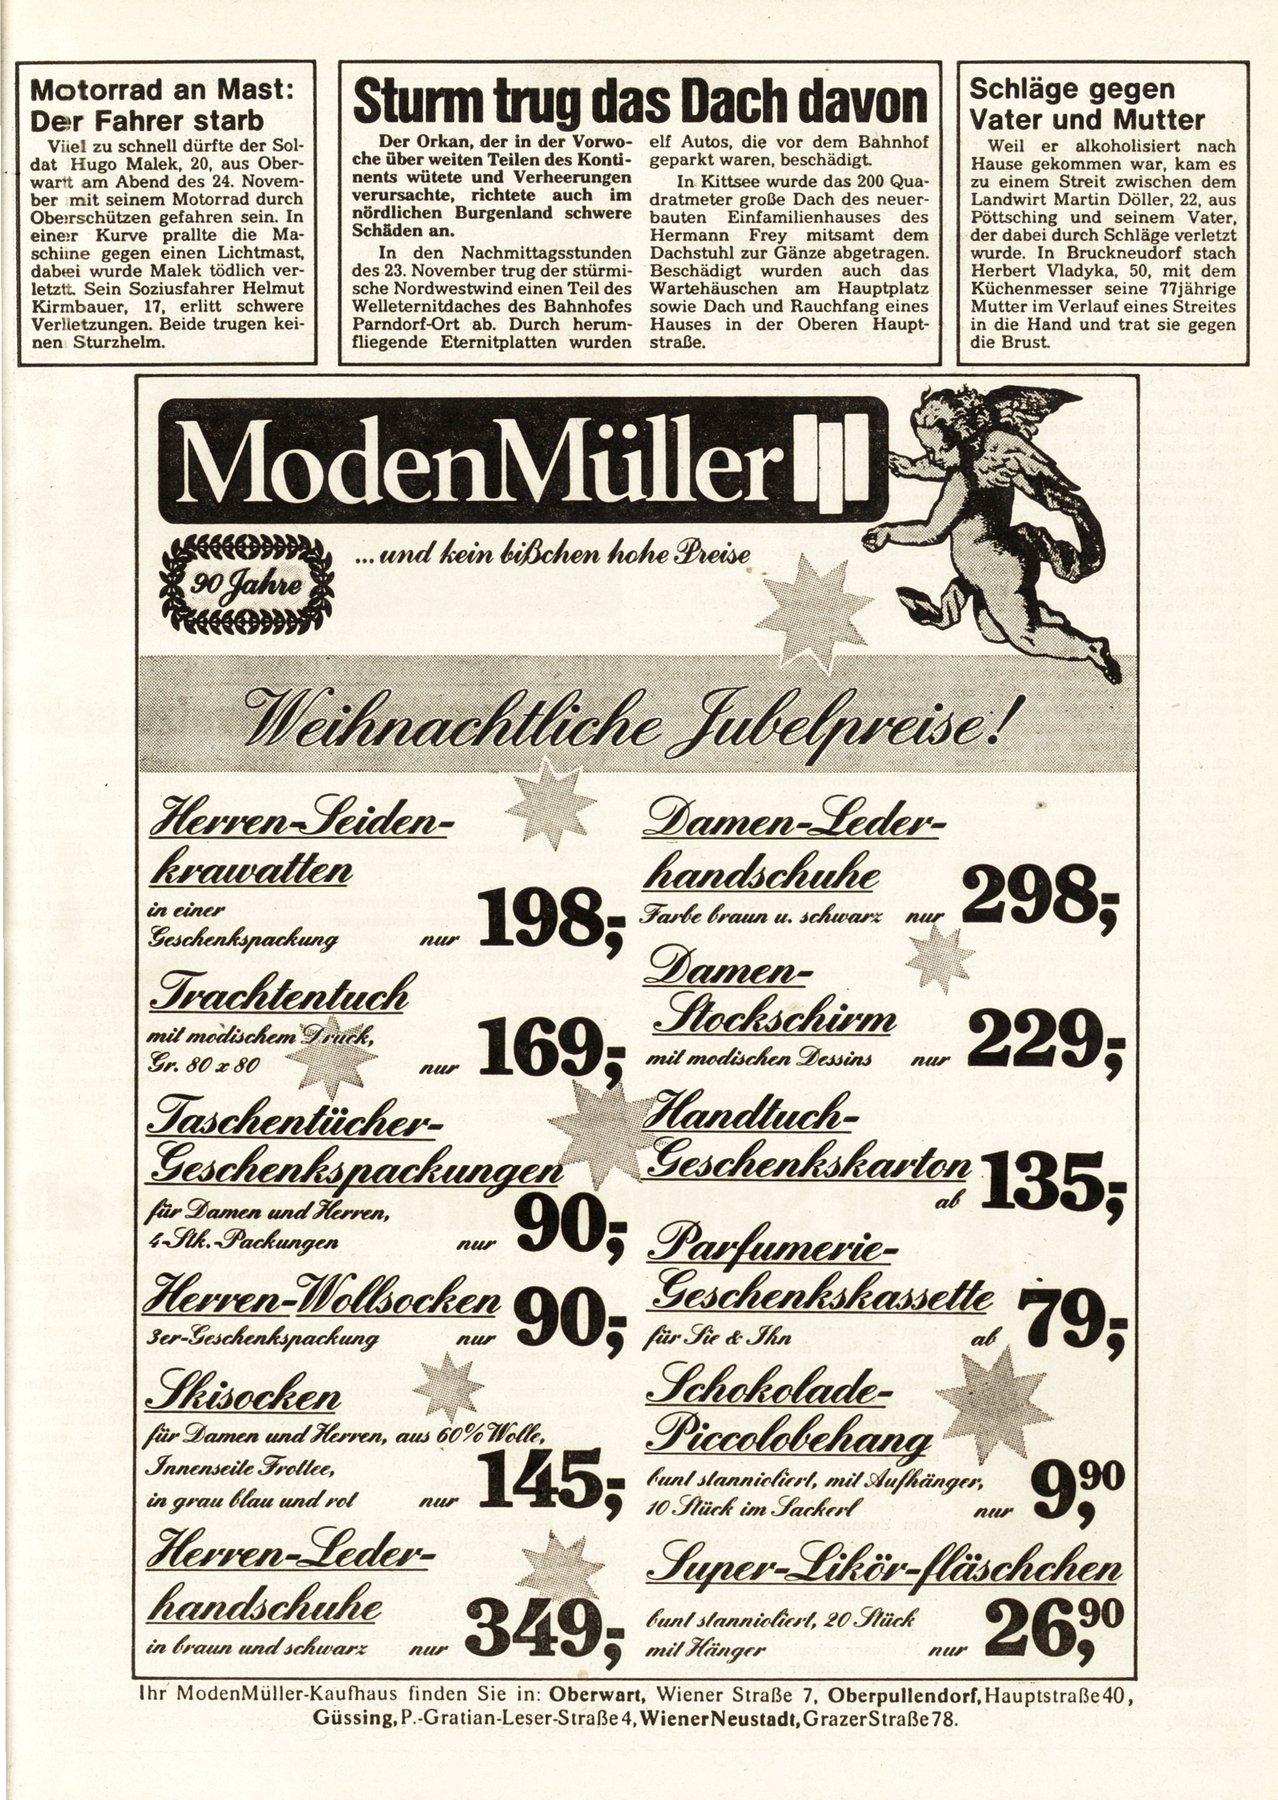 Motorrad an Mast:
Der Fahrer starb
Viel zu schnell dürfte der Sol-
dat Hugo Malek, 20, aus Ober-
wart am Abend des 24. Novem-
ber mit seinem Motorrad durch
Oberschützen gefahren sein. In
einer Kurve prallte die Ma-
schine gegen einen Lichtmast,
dabei wurde Malek tödlich ver-
letzt. Sein Soziusfahrer Helmut
Kirmbauer, 17, erlitt schwere
Verletzungen. Beide trugen kei-
nen Sturzhelm.
Sturm trug das Dach davon
Der Orkan, der in der Vorwo-
che über weiten Teilen des Konti-
nents wütete und Verheerungen
verursachte, richtete auch im
nördlichen Burgenland schwere
Schäden an.
In den Nachmittagsstunden
des 23. November trug der stürmi-
sche Nordwestwind einen Teil des
Welleternitdaches des Bahnhofes
Parndorf-Ort ab. Durch herum-
fliegende Eternitplatten wurden
elf Autos, die vor dem Bahnhof
geparkt waren, beschädigt.
In Kittsee wurde das 200 Qua-
dratmeter große Dach des neuer-
bauten Einfamilienhauses des
Hermann Frey mitsamt dem
Dachstuhl zur Gänze abgetragen.
Beschädigt wurden auch das
Wartehäuschen am Hauptplatz
sowie Dach und Rauchfang eines
Hauses in der Oberen Haupt-
straße.
Schläge gegen
Vater und Mutter
Weil er alkoholisiert nach
Hause gekommen war, kam es
zu einem Streit zwischen dem
Landwirt Martin Döller, 22, aus
Pöttsching und seinem Vater,
der dabei durch Schläge verletzt
wurde. In Bruckneudorf stach
Herbert Vladyka, 50, mit dem
Küchenmesser seine 77jährige
Mutter im Verlauf eines Streites
in die Hand und trat sie gegen
die Brust.
ModenMüller
90 Jahre
...und kein bißchen hohe Preise
Weihnachtliche Jubelpreise!
Herren-Seiden-
krawatten
in einer
Geschenkspackung nur 198,-
Trachtentuch
mit modischem Druck,
Gr. 80 x 80 nur 169,-
Taschentücher-
Geschenkspackungen
für Damen und Herren,
4-Stk.-Packungen nur 90,-
Herren-Wollsocken
3er-Geschenkspackung nur 90,-
Skisocken
für Damen und Herren, aus 60% Wolle,
Innenseite Frottee,
in grau blau und rot nur 145,-
Herren-Leder-
handschuhe
in braun und schwarz nur 349,-
Damen-Leder-
handschuhe
Farbe braun u. schwarz nur 298,-
Damen-
Stockschirm
mit modischen Dessins nur 229,-
Handtuch-
Geschenkskarton
ab 135,-
Parfumerie-
Geschenkskassette
für Sie & Ihn ab 79,-
Schokolade-
Piccolobehang
bunt stannioliert, mit Aufhänger,
10 Stück im Sackerl nur 9,90
Super-Likör-fläschchen
bunt stannioliert, 20 Stück
mit Hänger nur 26,90
Ihr ModenMüller-Kaufhaus finden Sie in: Oberwart, Wiener Straße 7, Oberpullendorf, Hauptstraße 40,
Güssing, P.-Gratian-Leser-Straße 4, Wiener Neustadt, Grazer Straße 78.